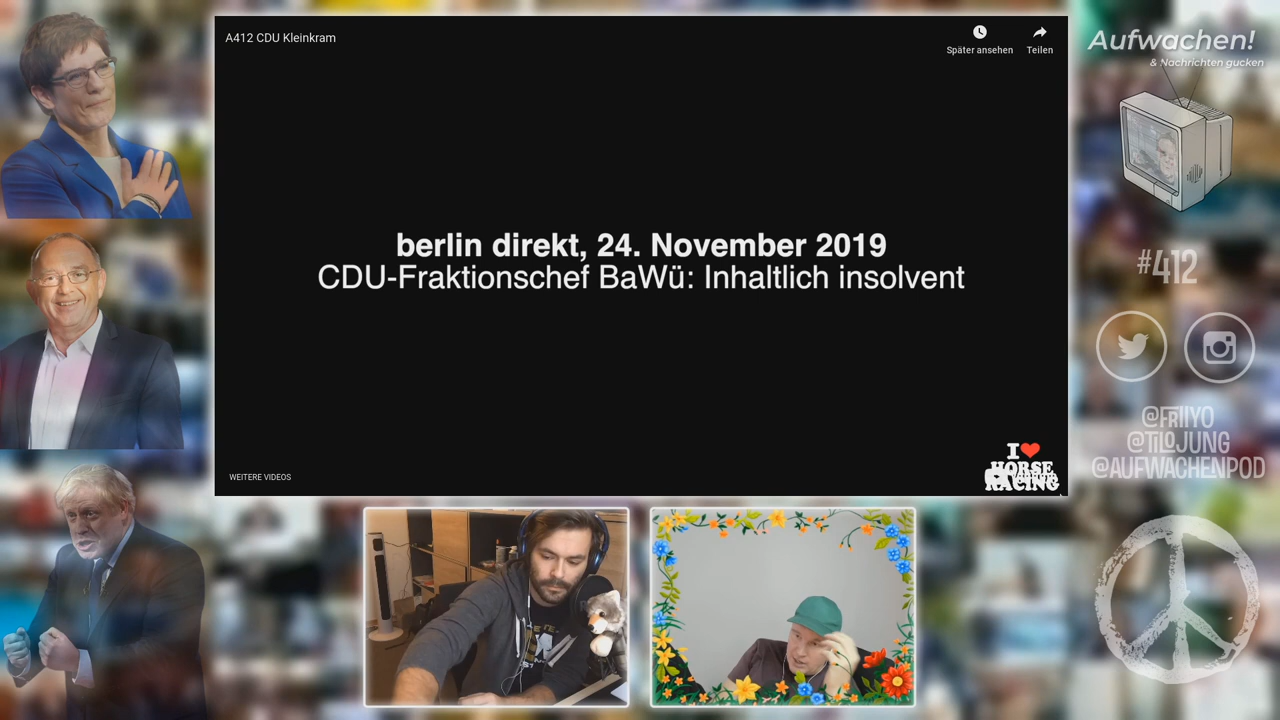 A412 CDU Kleinkram
Später ansehen
Teilen
Aufwachen!
& Nachrichten gucken
berlin direkt, 24. November 2019
CDU-Fraktionschef BaWü: Inhaltlich insolvent
#412
@FRIIYO
@TILOJUNG
@AUFWACHENPOD
WEITERE VIDEOS
I
HORSE
RACING